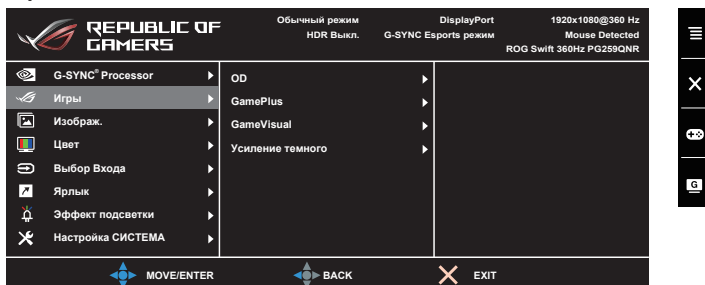 REPUBLIC OF
GAMERS
Обычный режим
HDR Выкл.
DisplayPort
G-SYNC Esports режим
1920x1080@360 Hz
Mouse Detected
ROG Swift 360Hz PG259QNR
G-SYNC® Processor
Игры
Изображ.
Цвет
Выбор Входа
Ярлык
Эффект подсветки
Настройка СИСТЕМА
OD
GamePlus
GameVisual
Усиление темного
MOVE/ENTER
BACK
EXIT
G